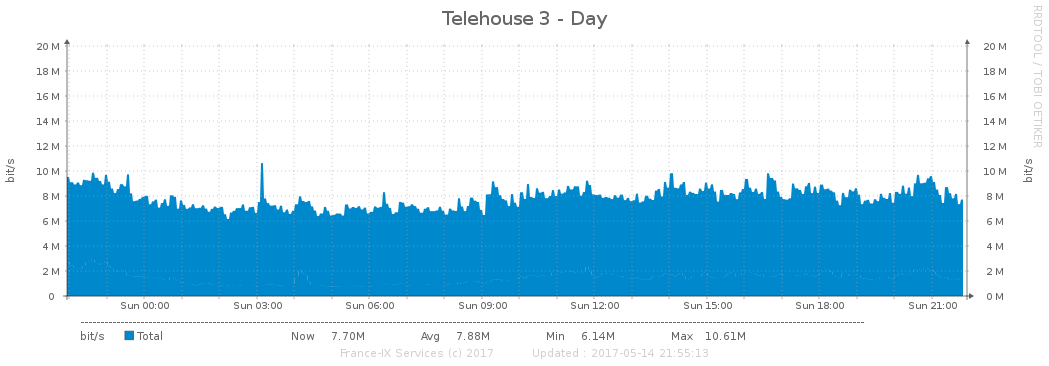 Telehouse 3 - Day
RRDTOOL / TOBI OETIKER
bit/s
bit/s
20 M 20 M
18 M 18 M
16 M 16 M
14 M 14 M
12 M 12 M
10 M 10 M
8 M 8 M
6 M 6 M
4 M 4 M
2 M 2 M
0 0 M
Sun 00:00 Sun 03:00 Sun 06:00 Sun 09:00 Sun 12:00 Sun 15:00 Sun 18:00 Sun 21:00
bit/s Total Now 7.70M Avg 7.88M Min 6.14M Max 10.61M
France-IX Services (c) 2017 Updated : 2017-05-14 21:55:13